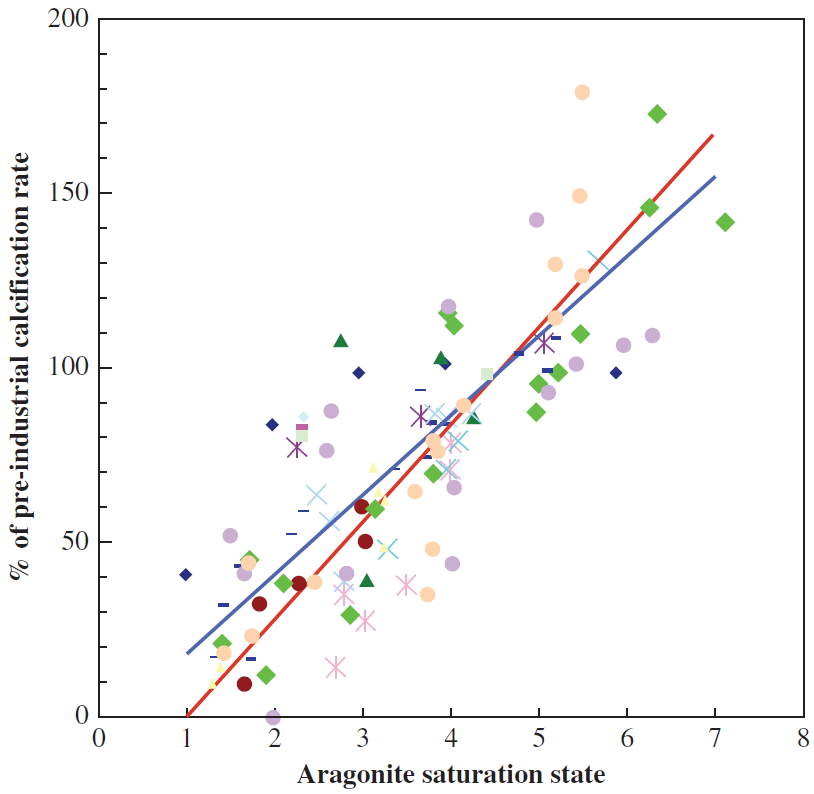 200
150
100
50
0
0 1 2 3 4 5 6 7 8
Aragonite saturation state
% of pre-industrial calcification rate